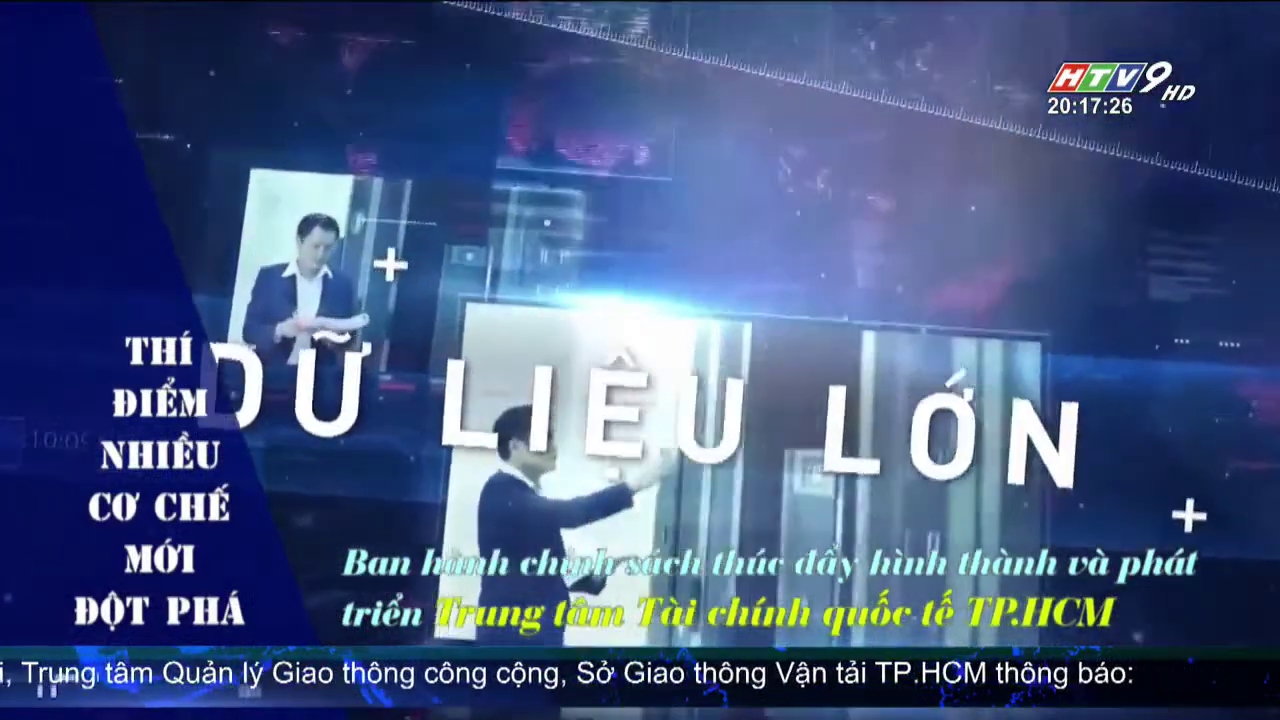 HTV9 HD
20:17:26
DỮ LIỆU LỚN
THÍ
ĐIỂM
NHIỀU
CƠ CHẾ
MỚI
ĐỘT PHÁ
Ban hành chính sách thúc đẩy hình thành và phát
triển Trung tâm Tài chính quốc tế TP.HCM
i, Trung tâm Quản lý Giao thông công cộng, Sở Giao thông Vận tải TP.HCM thông báo: